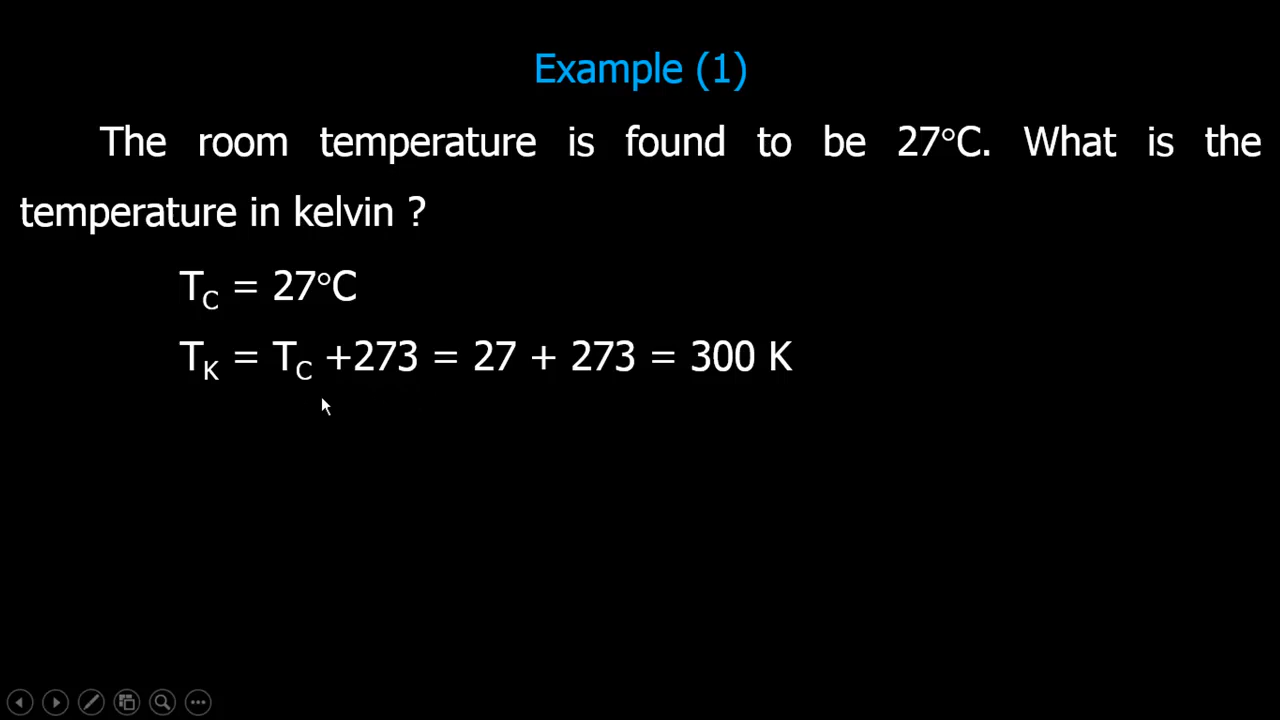 Example (1)
The room temperature is found to be 27°C. What is the
temperature in kelvin ?
T_C = 27°C
T_K = T_C +273 = 27 + 273 = 300 K